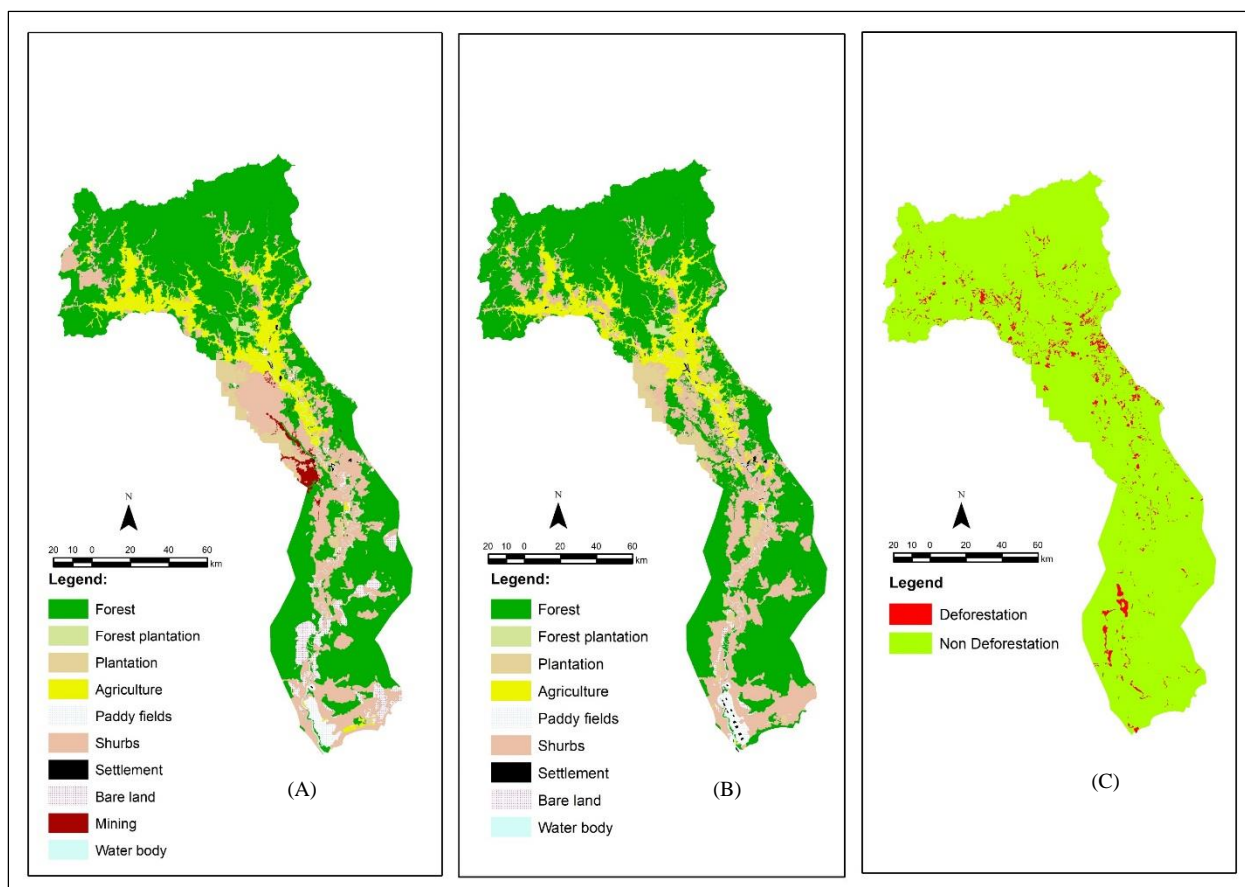 N
20 10 0 20 40 60
km
Legend:
Forest
Forest plantation
Plantation
Agriculture
Paddy fields
Shurbs
Settlement
Bare land
Mining
Water body
(A)
N
20 10 0 20 40 60
km
Legend:
Forest
Forest plantation
Plantation
Agriculture
Paddy fields
Shurbs
Settlement
Bare land
Water body
(B)
N
20 10 0 20 40 60
km
Legend
Deforestation
Non Deforestation
(C)